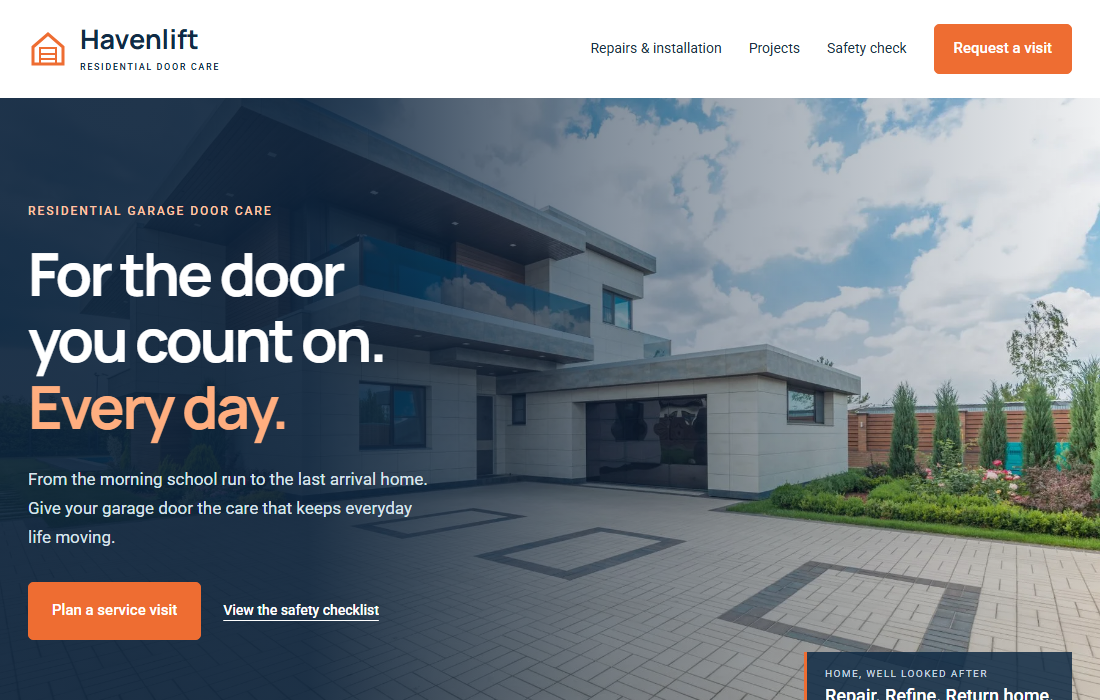 Havenlift
RESIDENTIAL DOOR CARE
Repairs & installation
Projects
Safety check
Request a visit
RESIDENTIAL GARAGE DOOR CARE
For the door
you count on.
Every day.
From the morning school run to the last arrival home.
Give your garage door the care that keeps everyday
life moving.
Plan a service visit
View the safety checklist
HOME, WELL LOOKED AFTER
Repair. Refine. Return home.